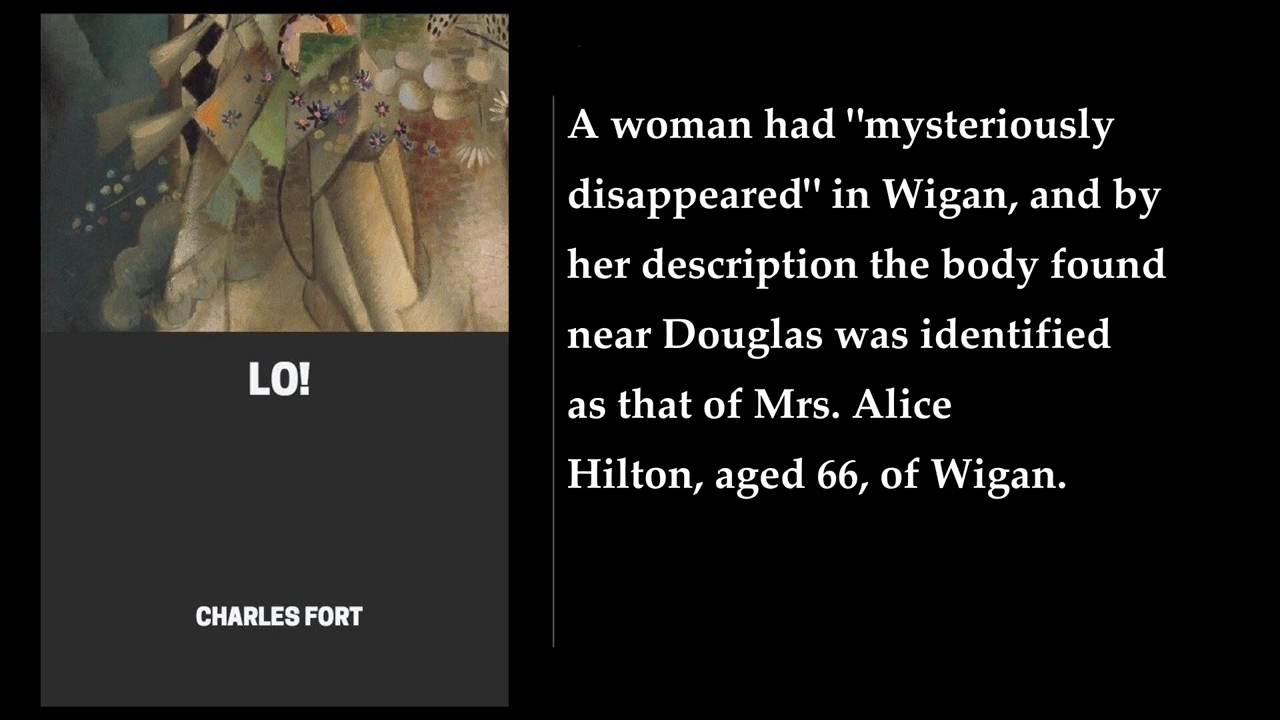 LO!
CHARLES FORT
A woman had "mysteriously
disappeared" in Wigan, and by
her description the body found
near Douglas was identified
as that of Mrs. Alice
Hilton, aged 66, of Wigan.